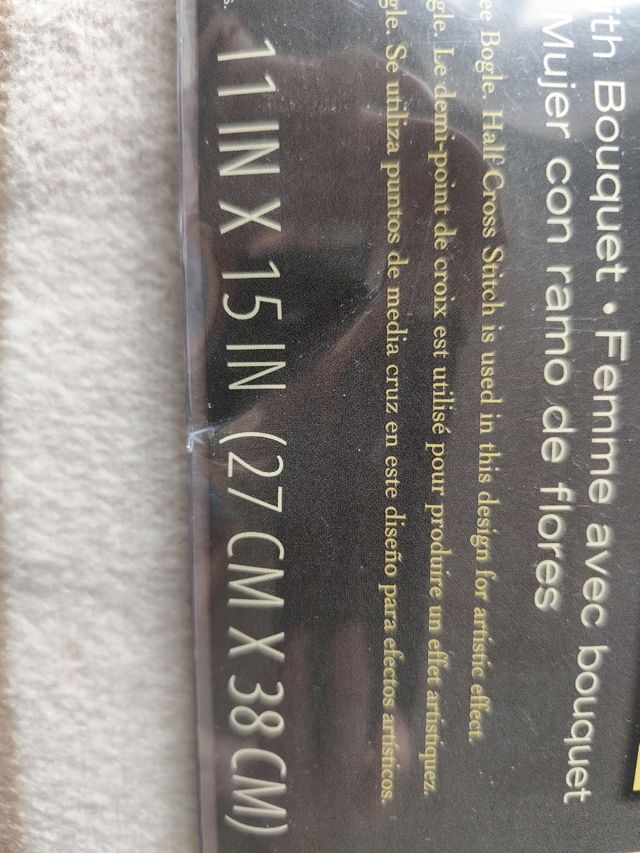 ith Bouquet • Femme avec bouquet
Mujer con ramo de flores
ee Bogle. Half Cross Stitch is used in this design for artistic effect.
gle. Le demi-point de croix est utilisé pour produire un effet artistiquez.
gle. Se utiliza puntos de media cruz en este diseño para efectos artísticos.
11 IN X 15 IN (27 CM X 38 CM)